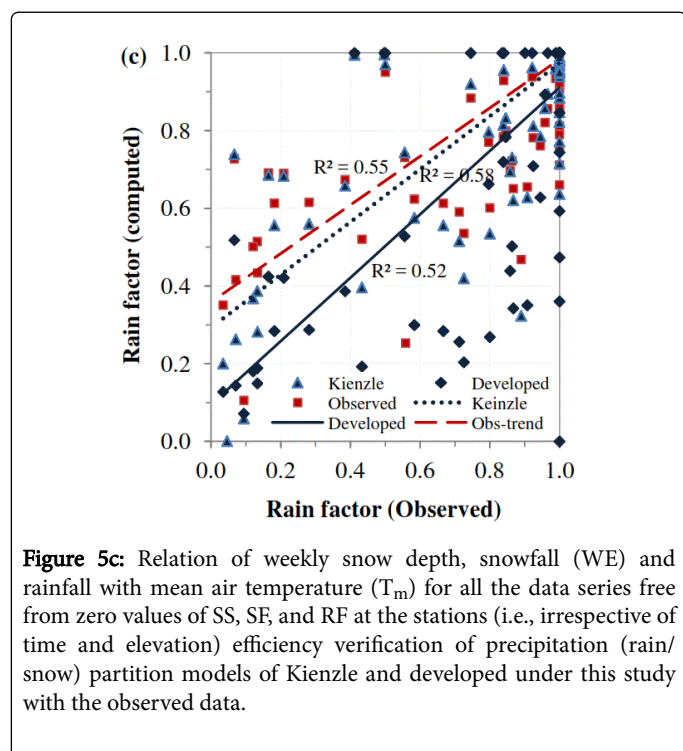 (c)
1.0
0.8
0.6
0.4
0.2
0.0
Rain factor (computed)
R² = 0.55
R² = 0.58
R² = 0.52
Kienzle
Developed
Observed
Keinzle
Developed
Obs-trend
0.0 0.2 0.4 0.6 0.8 1.0
Rain factor (Observed)
Figure 5c: Relation of weekly snow depth, snowfall (WE) and
rainfall with mean air temperature (Tm) for all the data series free
from zero values of SS, SF, and RF at the stations (i.e., irrespective of
time and elevation) efficiency verification of precipitation (rain/
snow) partition models of Kienzle and developed under this study
with the observed data.